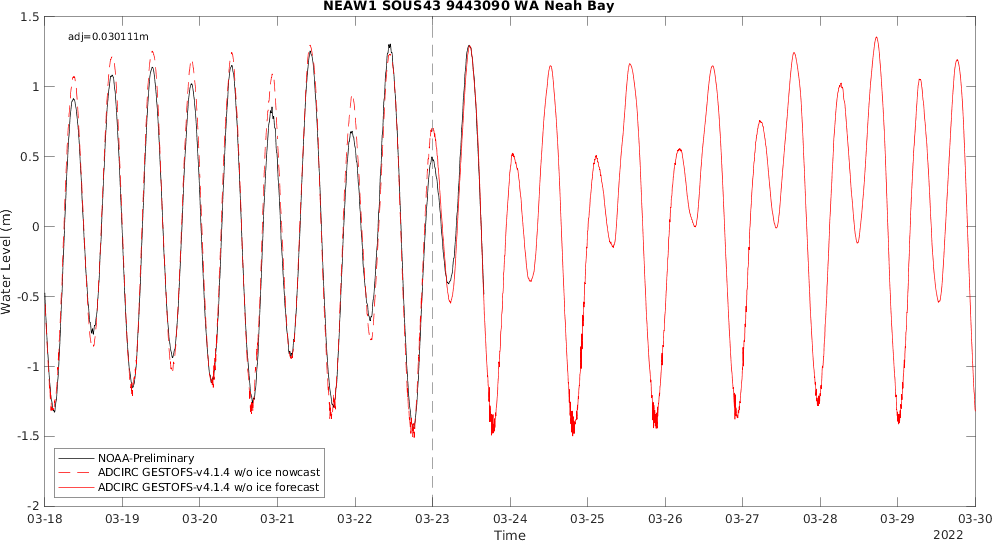 NEAW1 SOUS43 9443090 WA Neah Bay
adj=0.030111m
1.5
1
0.5
0
-0.5
-1
-1.5
-2
Water Level (m)
NOAA-Preliminary
ADCIRC GESTOFS-v4.1.4 w/o ice nowcast
ADCIRC GESTOFS-v4.1.4 w/o ice forecast
03-18 03-19 03-20 03-21 03-22 03-23 03-24 03-25 03-26 03-27 03-28 03-29 03-30
Time
2022